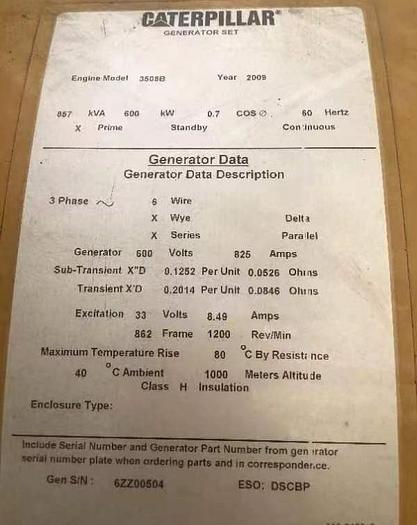 CATERPILLAR®
GENERATOR SET
Engine Model 3508B Year 2009
857 kVA 600 kW 0.7 COS Ø 60 Hertz
X Prime Standby Continuous
Generator Data
Generator Data Description
3 Phase 6 Wire
X Wye Delta
X Series Parallel
Generator 600 Volts 825 Amps
Sub-Transient X"D 0.1252 Per Unit 0.0526 Ohms
Transient X'D 0.2014 Per Unit 0.0846 Ohms
Excitation 33 Volts 8.49 Amps
862 Frame 1200 Rev/Min
Maximum Temperature Rise 80 °C By Resistance
40 °C Ambient 1000 Meters Altitude
Class H Insulation
Enclosure Type:
Include Serial Number and Generator Part Number from generator
serial number plate when ordering parts and in correspondence.
Gen S/N: 6ZZ00504 ESO: DSCBP